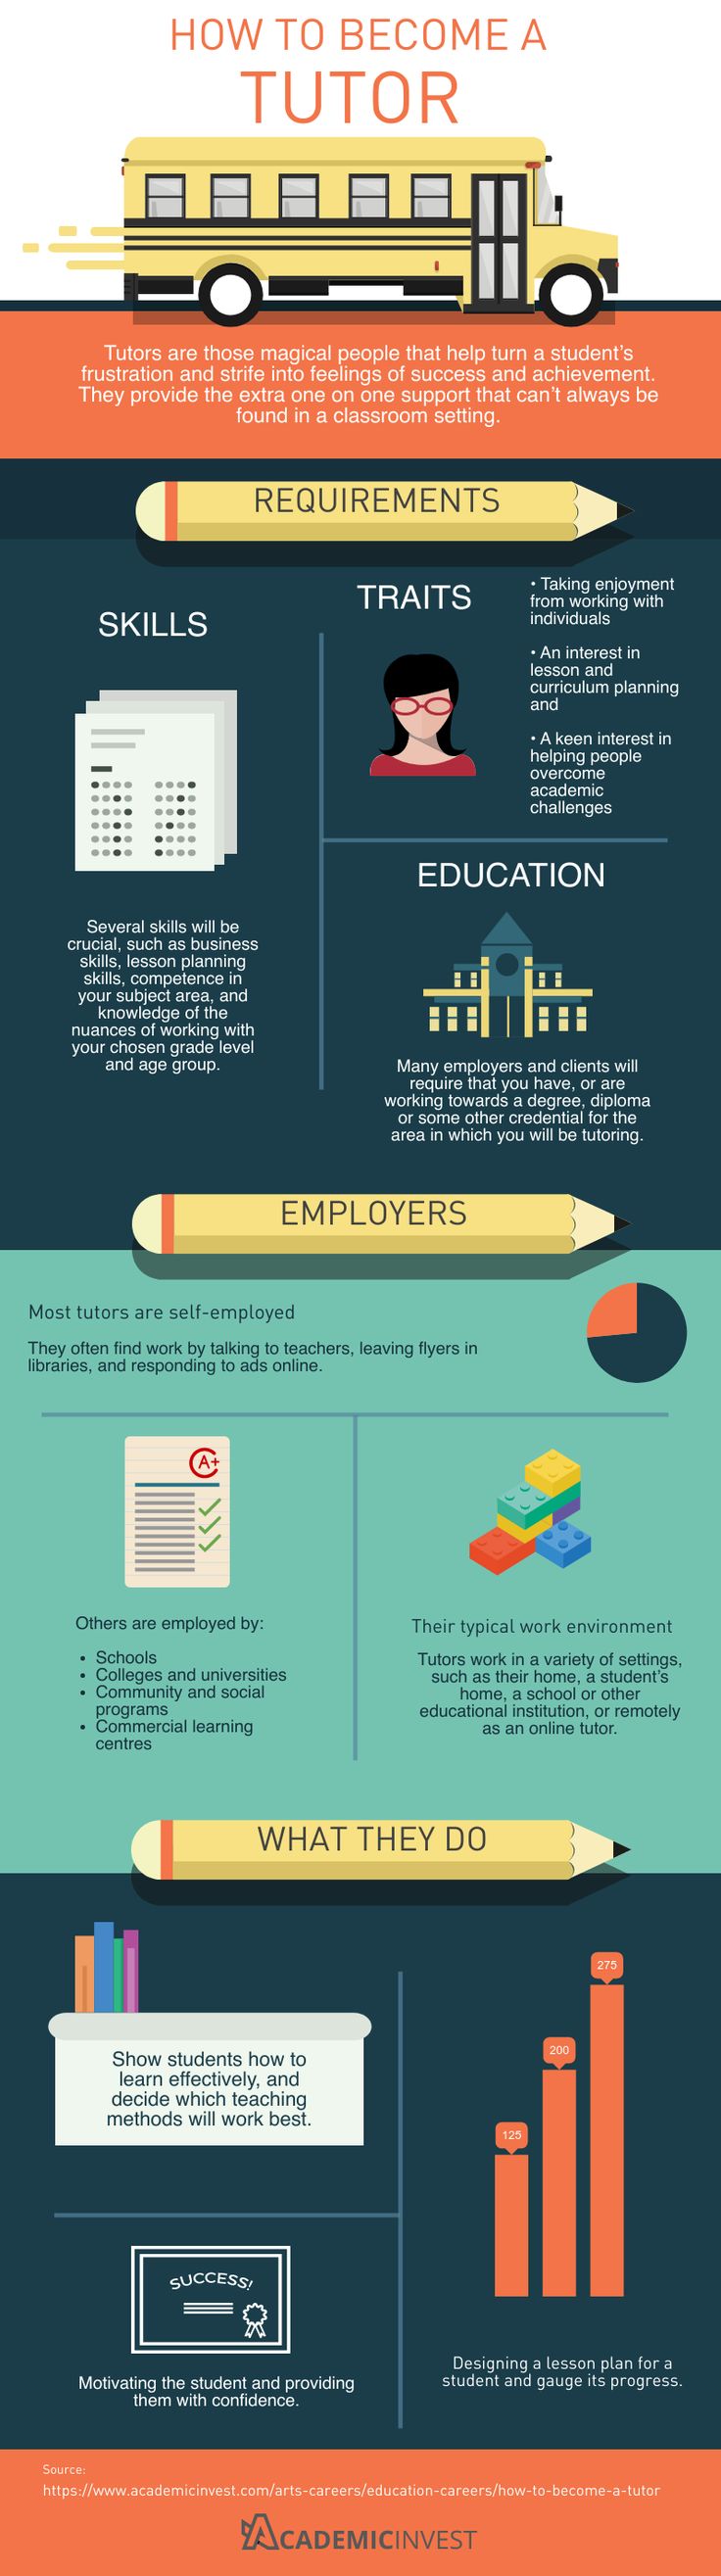 HOW TO BECOME A
TUTOR
Tutors are those magical people that help turn a student's
frustration and strife into feelings of success and achievement.
They provide the extra one on one support that can't always be
found in a classroom setting.
REQUIREMENTS
SKILLS
Several skills will be
crucial, such as business
skills, lesson planning
skills, competence in
your subject area, and
knowledge of the
nuances of working with
your chosen grade level
and age group.
TRAITS
• Taking enjoyment
from working with
individuals
• An interest in
lesson and
curriculum planning
and
• A keen interest in
helping people
overcome
academic
challenges
EDUCATION
Many employers and clients will
require that you have, or are
working towards a degree, diploma
or some other credential for the
area in which you will be tutoring.
EMPLOYERS
Most tutors are self-employed
They often find work by talking to teachers, leaving flyers in
libraries, and responding to ads online.
A+
Others are employed by:
• Schools
• Colleges and universities
• Community and social
programs
• Commercial learning
centres
Their typical work environment
Tutors work in a variety of settings,
such as their home, a student's
home, a school or other
educational institution, or remotely
as an online tutor.
WHAT THEY DO
Show students how to
learn effectively, and
decide which teaching
methods will work best.
SUCCESS!
Motivating the student and providing
them with confidence.
275
200
125
Designing a lesson plan for a
student and gauge its progress.
Source:
https://www.academicinvest.com/arts-careers/education-careers/how-to-become-a-tutor
ACADEMICINVEST